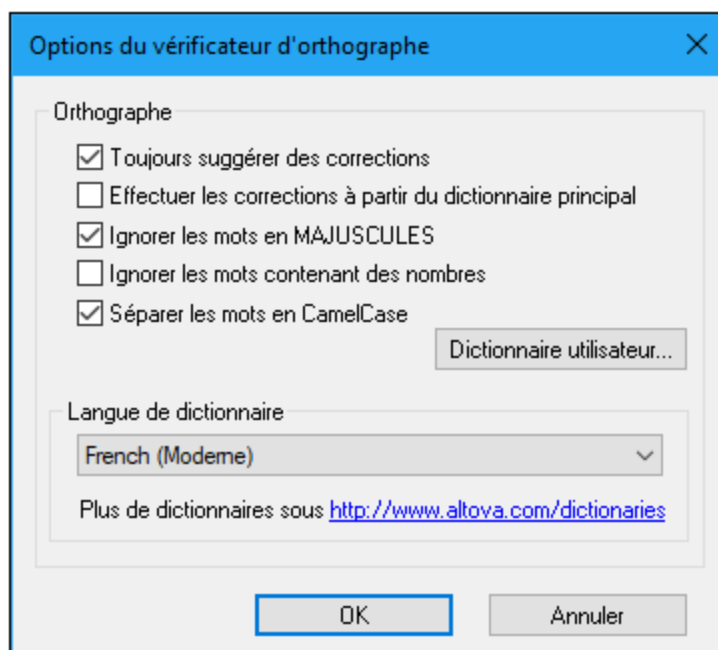 Options du vérificateur d'orthographe
Orthographe
Toujours suggérer des corrections
Effectuer les corrections à partir du dictionnaire principal
Ignorer les mots en MAJUSCULES
Ignorer les mots contenant des nombres
Séparer les mots en CamelCase
Dictionnaire utilisateur...
Langue de dictionnaire
French (Moderne)
Plus de dictionnaires sous http://www.altova.com/dictionaries
OK
Annuler